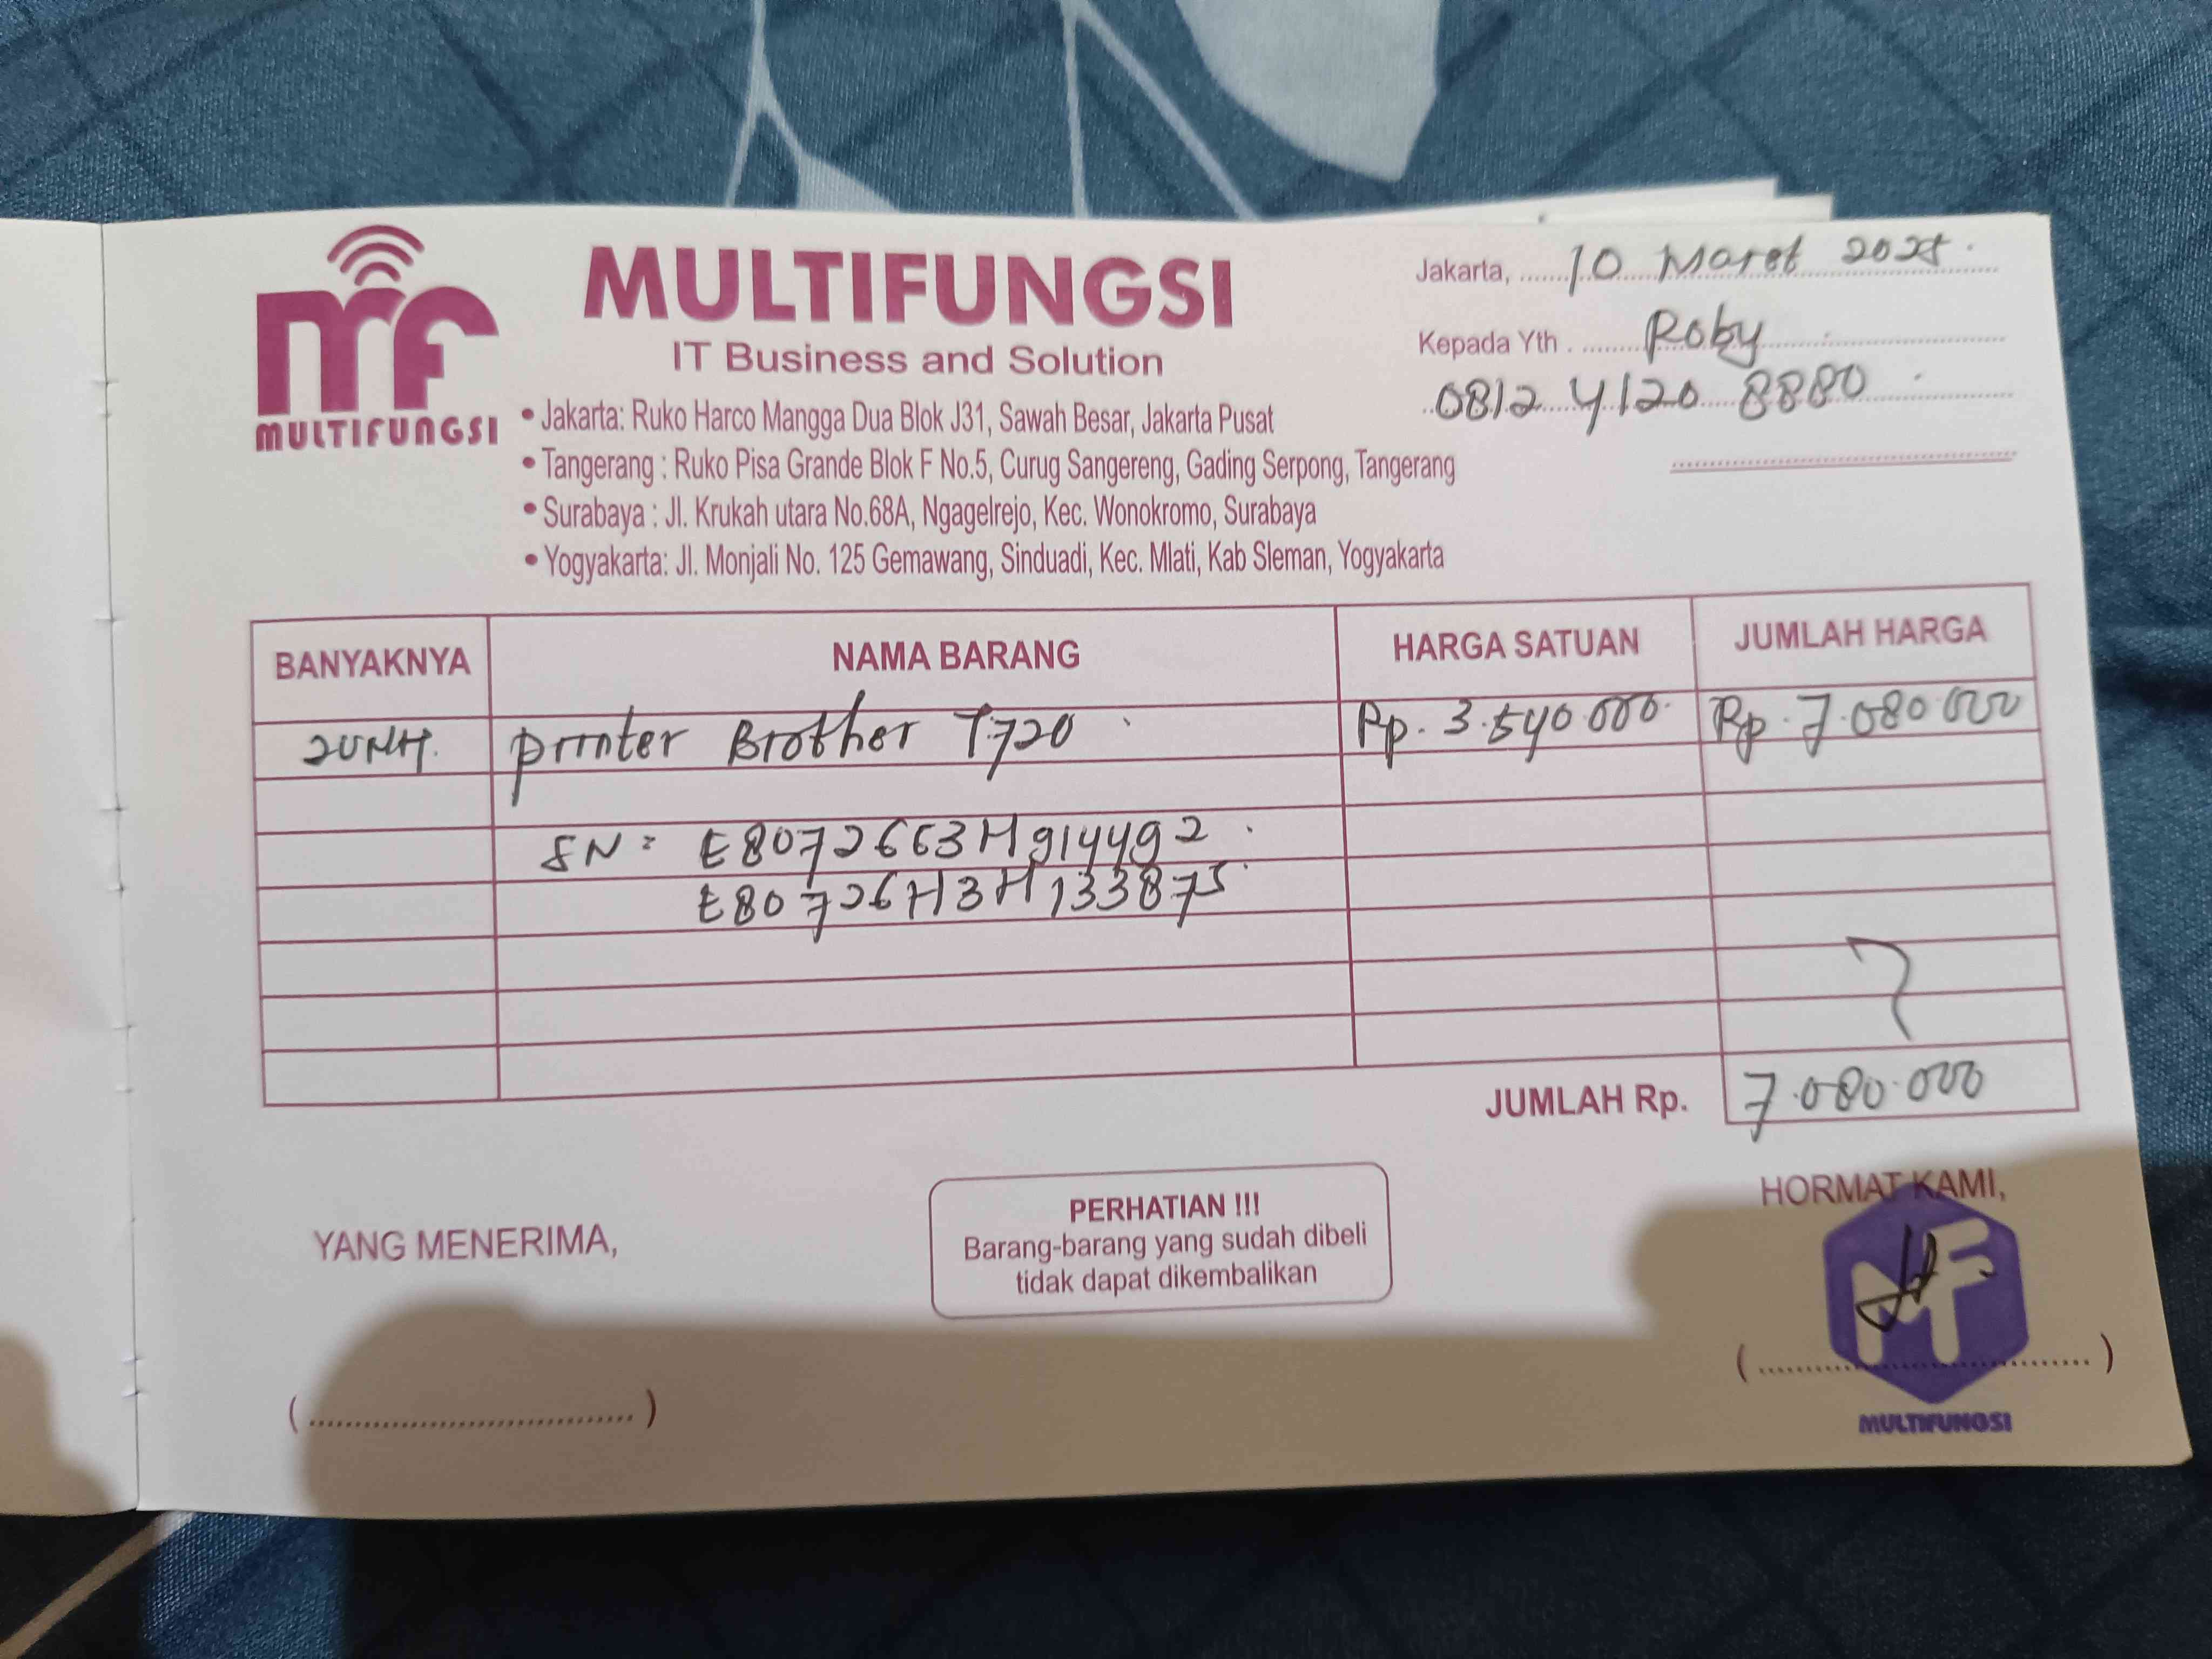 MULTIFUNGSI
MULTIFUNGSI
IT Business and Solution
• Jakarta: Ruko Harco Mangga Dua Blok J31, Sawah Besar, Jakarta Pusat
• Tangerang : Ruko Pisa Grande Blok F No.5, Curug Sangereng, Gading Serpong, Tangerang
• Surabaya : Jl. Krukah utara No.68A, Ngagelrejo, Kec. Wonokromo, Surabaya
• Yogyakarta: Jl. Monjali No. 125 Gemawang, Sinduadi, Kec. Mlati, Kab Sleman, Yogyakarta
Jakarta, 10 Maret 2025
Kepada Yth . Roby
0812 4120 8880
BANYAKNYA NAMA BARANG HARGA SATUAN JUMLAH HARGA
2 Unit. Printer Brother T720 Rp. 3.540.000 Rp. 7.080.000
SN: E8072663H914492
E80726H3H133875
JUMLAH Rp. 7.080.000
YANG MENERIMA,
PERHATIAN !!!
Barang-barang yang sudah dibeli
tidak dapat dikembalikan
HORMAT KAMI,
MF
MULTIFUNGSI